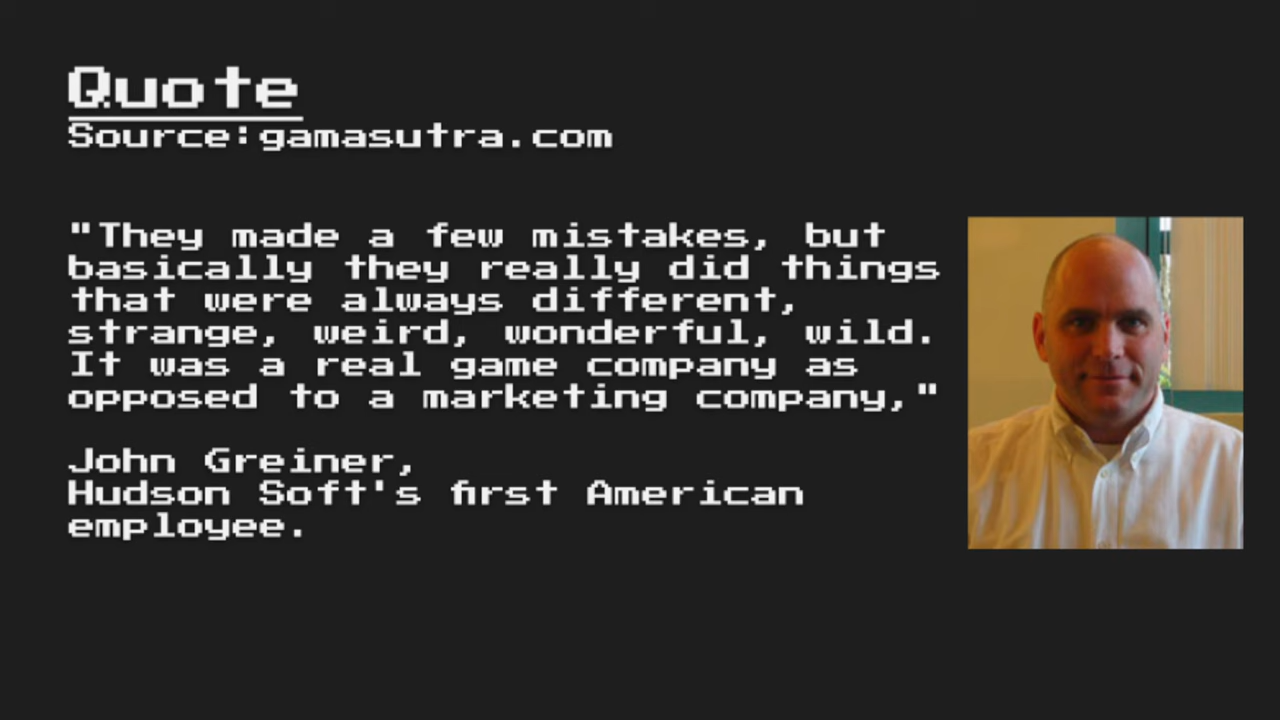 Quote
Source:gamasutra.com
"They made a few mistakes, but
basically they really did things
that were always different,
strange, weird, wonderful, wild.
It was a real game company as
opposed to a marketing company,"
John Greiner,
Hudson Soft's first American
employee.